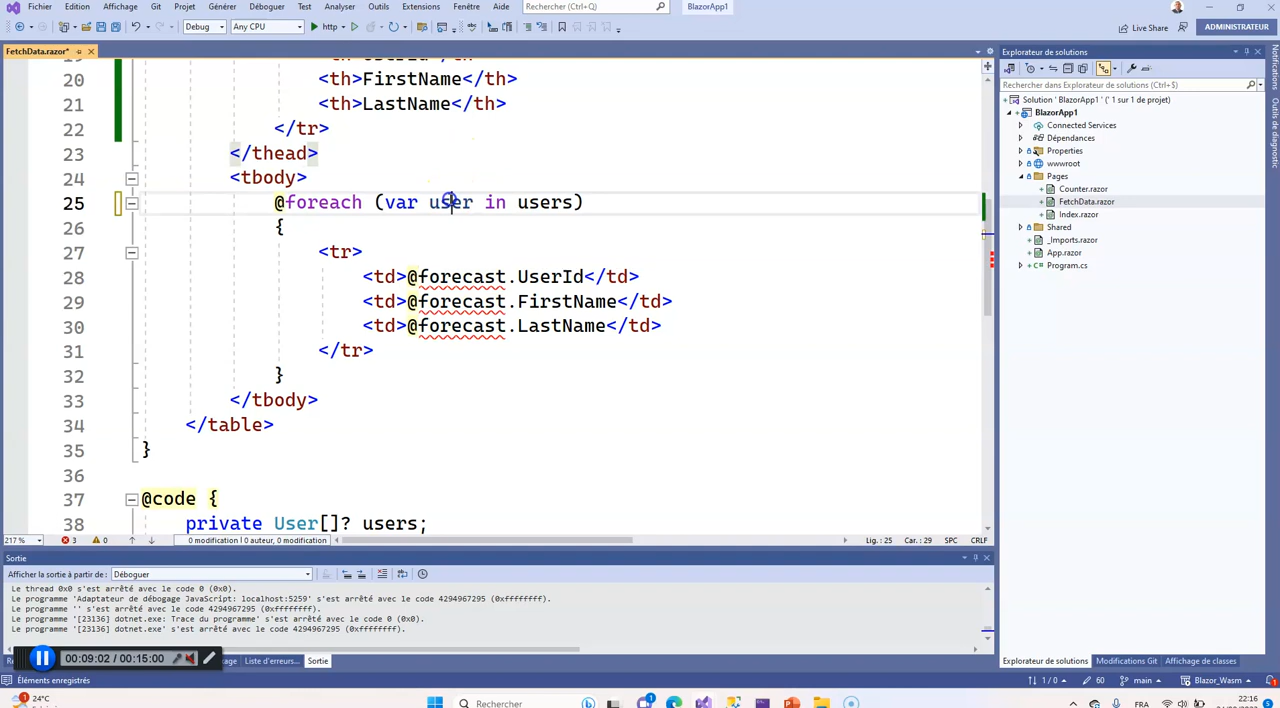 Fichier Edition Affichage Git Projet Générer Déboguer Test Analyser Outils Extensions Fenêtre Aide Rechercher (Ctrl+Q) BlazorApp1
Debug Any CPU http Live Share ADMINISTRATEUR
FetchData.razor*
20 <th>FirstName</th>
21 <th>LastName</th>
22 </tr>
23 </thead>
24 <tbody>
25 @foreach (var user in users)
26 {
27 <tr>
28 <td>@forecast.UserId</td>
29 <td>@forecast.FirstName</td>
30 <td>@forecast.LastName</td>
31 </tr>
32 }
33 </tbody>
34 </table>
35 }
36
37 @code {
38 private User[]? users;
217 % 3 0 0 modification | 0 auteur, 0 modification Lig. : 25 Car. : 29 SPC CRLF
Sortie
Afficher la sortie à partir de : Déboguer
Le thread 0x0 s'est arrêté avec le code 0 (0x0).
Le programme 'Adaptateur de débogage JavaScript: localhost:5259' s'est arrêté avec le code 4294967295 (0xffffffff).
Le programme '' s'est arrêté avec le code 4294967295 (0xffffffff).
Le programme '[23136] dotnet.exe: Trace du programme' s'est arrêté avec le code 0 (0x0).
Le programme '[23136] dotnet.exe' s'est arrêté avec le code 4294967295 (0xffffffff).
00:09:02 / 00:15:00
Liste d'erreurs... Sortie
Éléments enregistrés
Explorateur de solutions
Rechercher dans Explorateur de solutions (Ctrl+$)
Solution ' BlazorApp1 ' (' 1 sur 1 de projet)
BlazorApp1
Connected Services
Dépendances
Properties
wwwroot
Pages
Counter.razor
FetchData.razor
Index.razor
Shared
_Imports.razor
App.razor
Program.cs
Explorateur de solutions Modifications Git Affichage de classes
1 / 0 60 main Blazor_Wasm
Notifications
Outils de diagnostic
24°C
Rechercher
FRA
22:16